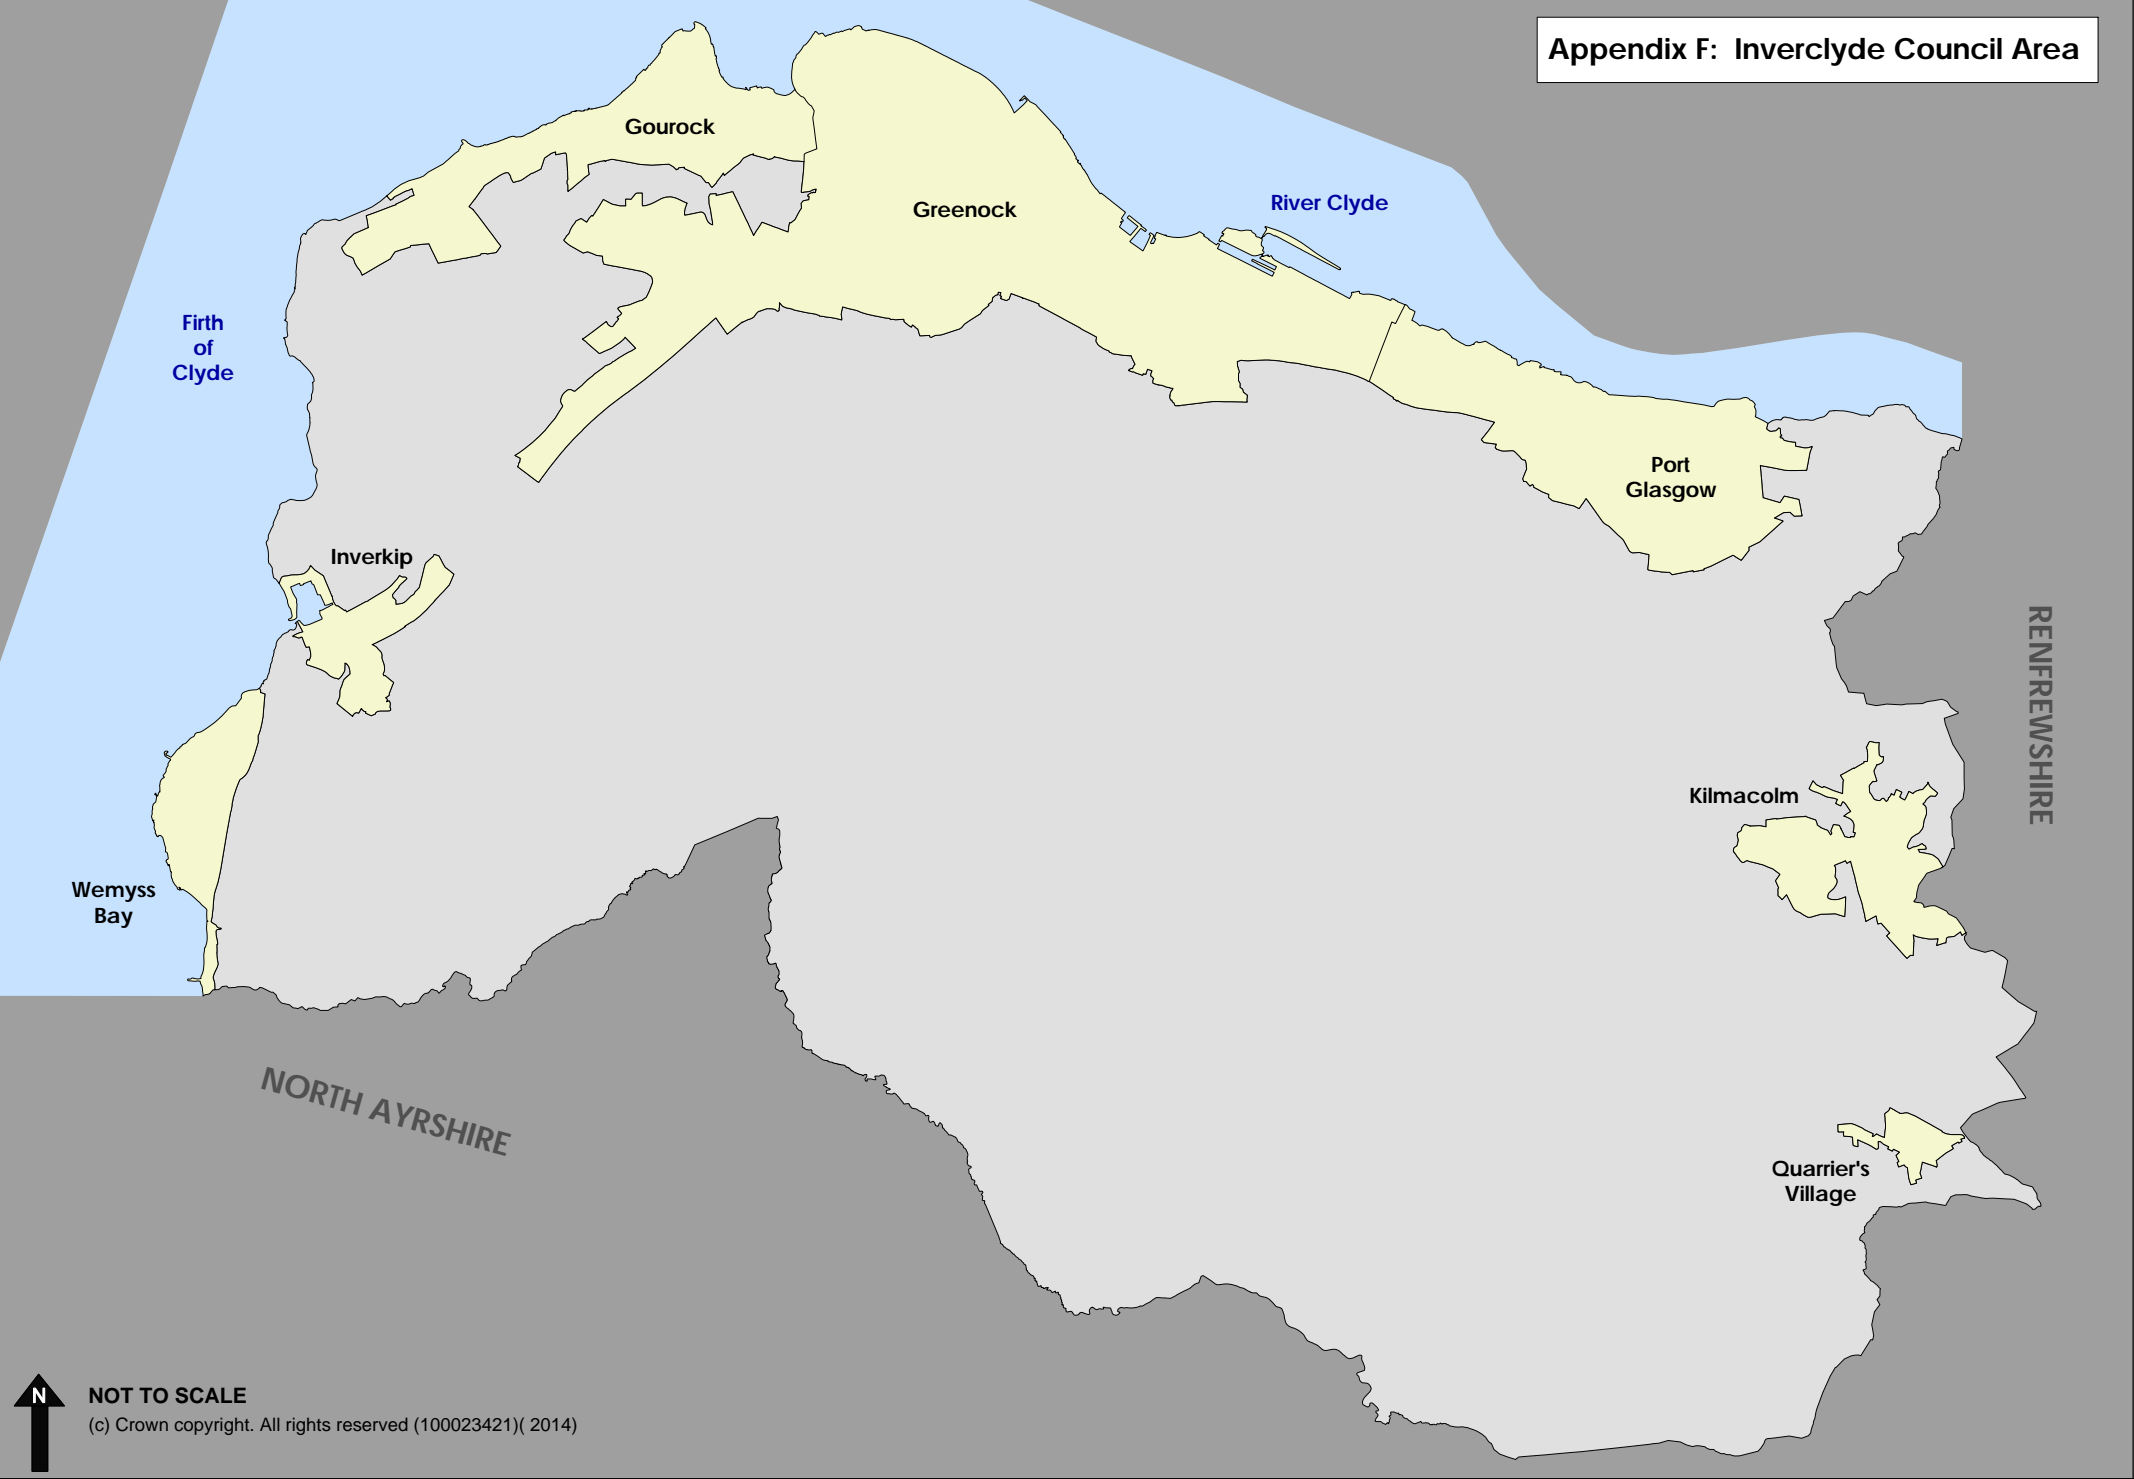 Appendix F:  Inverclyde Council Area
Gourock
Greenock
River Clyde
Firth
of
Clyde
Port
Glasgow
Inverkip
RENFREWSHIRE
Kilmacolm
Wemyss
Bay
NORTH AYRSHIRE
Quarrier's
Village
N
NOT TO SCALE
(c) Crown copyright. All rights reserved (100023421)( 2014)